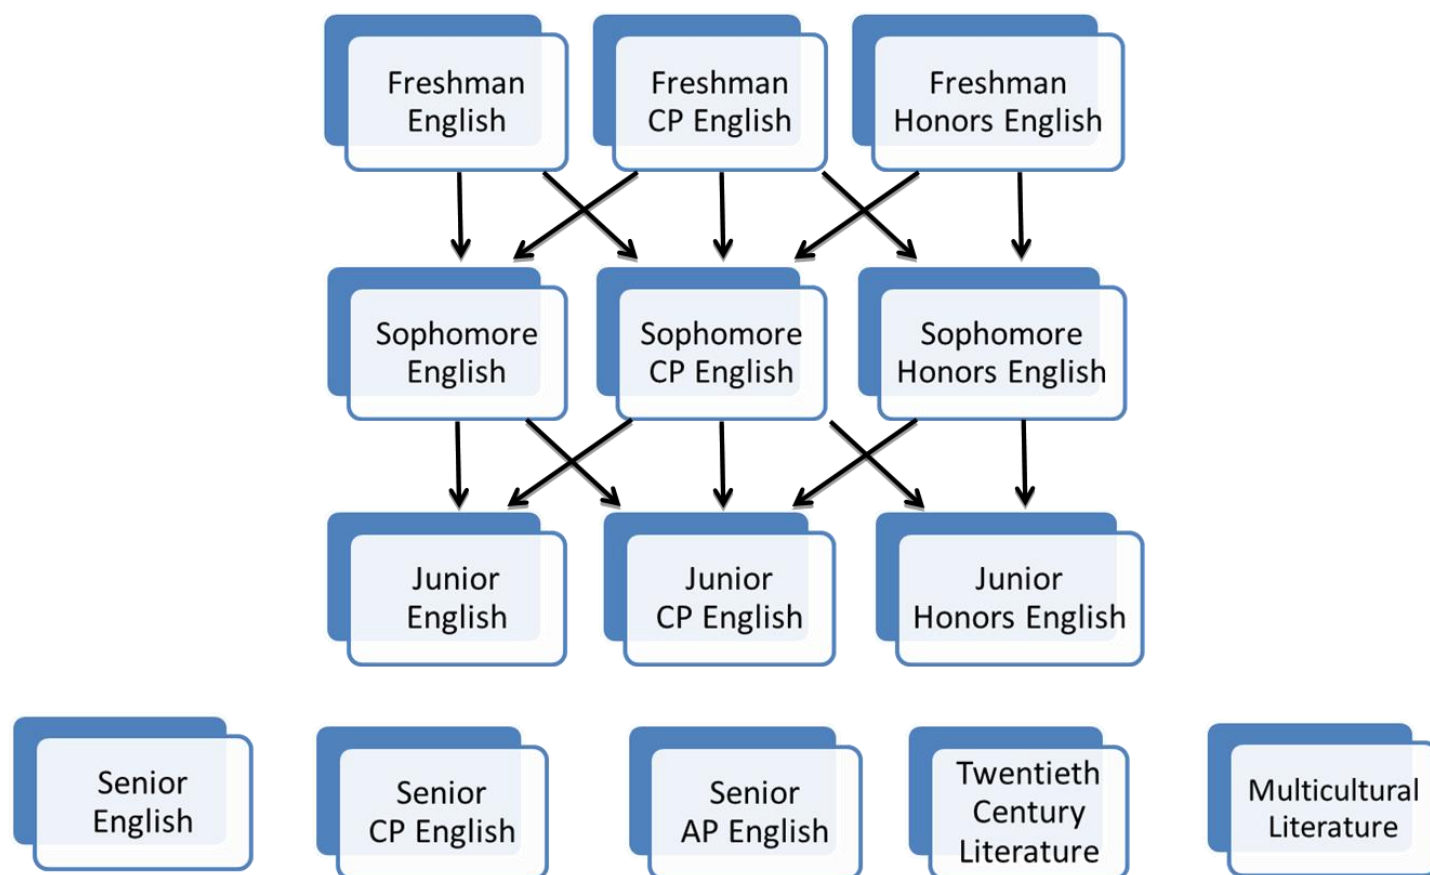 Freshman
English
Freshman
CP English
Freshman
Honors English
Sophomore
English
Sophomore
CP English
Sophomore
Honors English
Junior
English
Junior
CP English
Junior
Honors English
Senior
English
Senior
CP English
Senior
AP English
Twentieth
Century
Literature
Multicultural
Literature